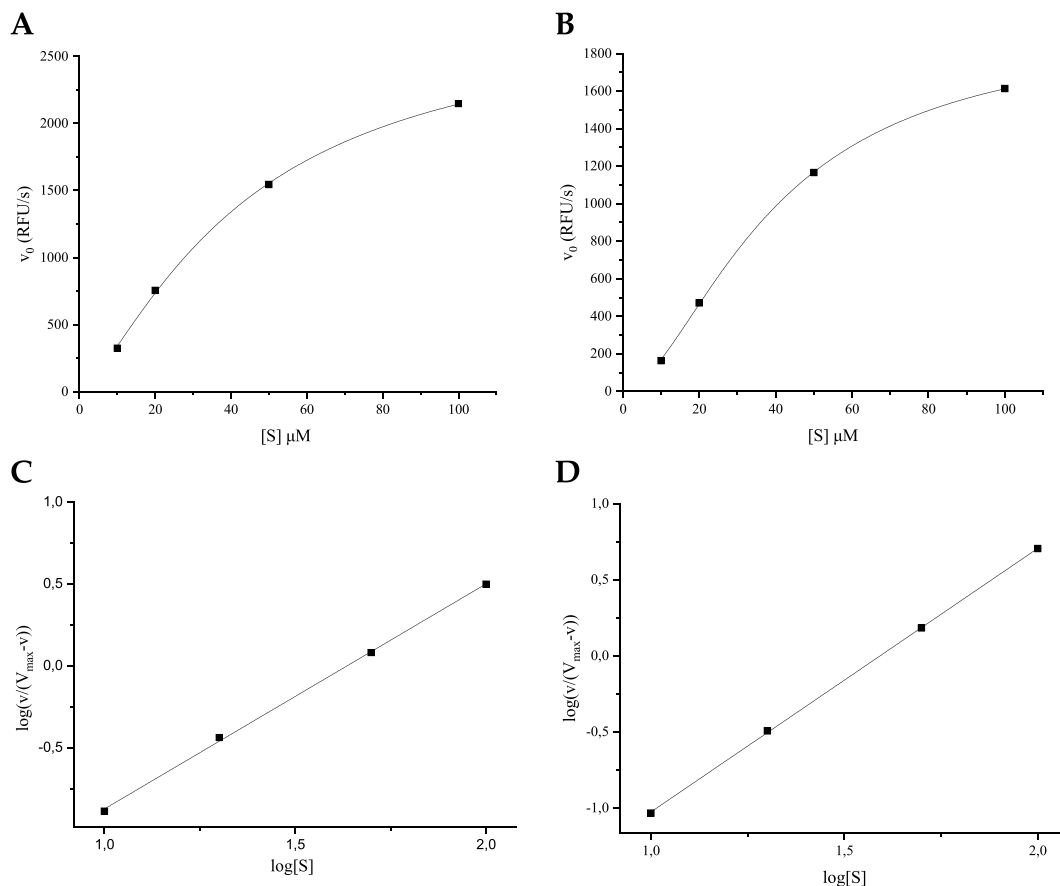 A
2500
2000
1500
1000
500
0
v₀ (RFU/s)
0 20 40 60 80 100
[S] μM
B
1800
1600
1400
1200
1000
800
600
400
200
0
v₀ (RFU/s)
0 20 40 60 80 100
[S] μM
C
1,0
0,5
0,0
-0,5
log(v/(Vmax-v))
1,0 1,5 2,0
log[S]
D
1,0
0,5
0,0
-0,5
-1,0
log(v/(Vmax-v))
1,0 1,5 2,0
log[S]